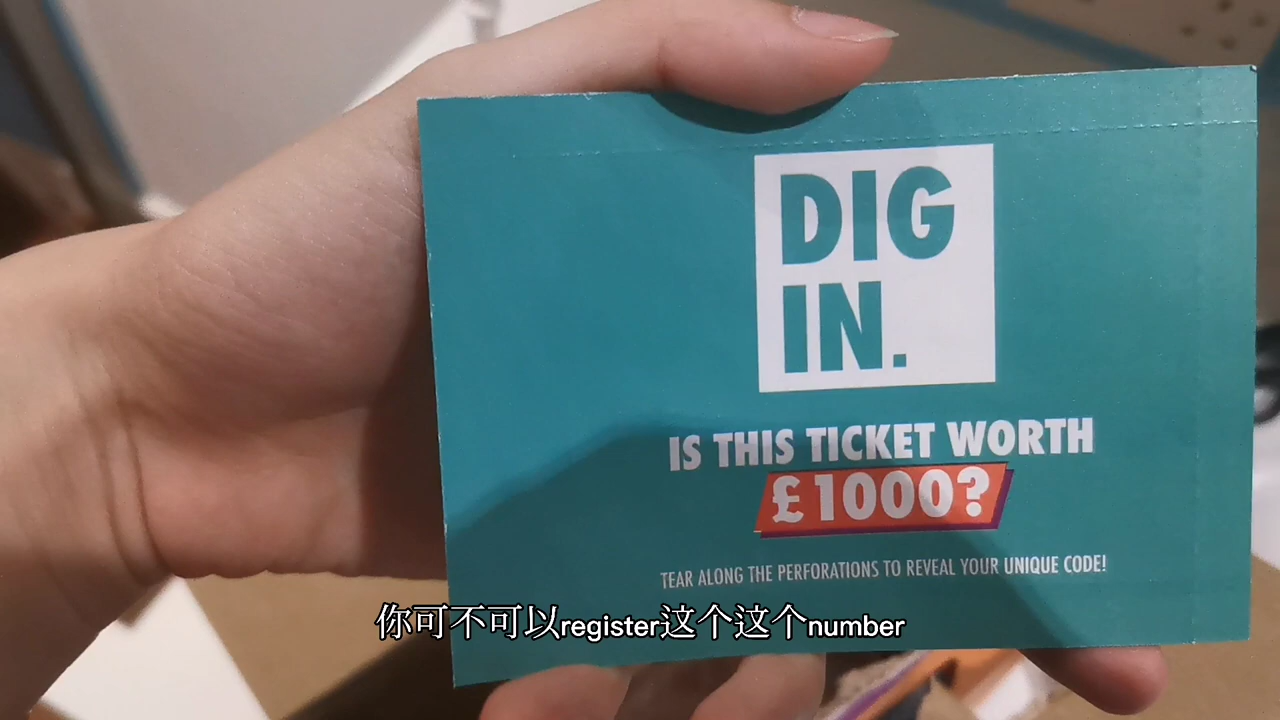 DIG
IN.
IS THIS TICKET WORTH
£1000?
TEAR ALONG THE PERFORATIONS TO REVEAL YOUR UNIQUE CODE!
你可不可以register这个这个number